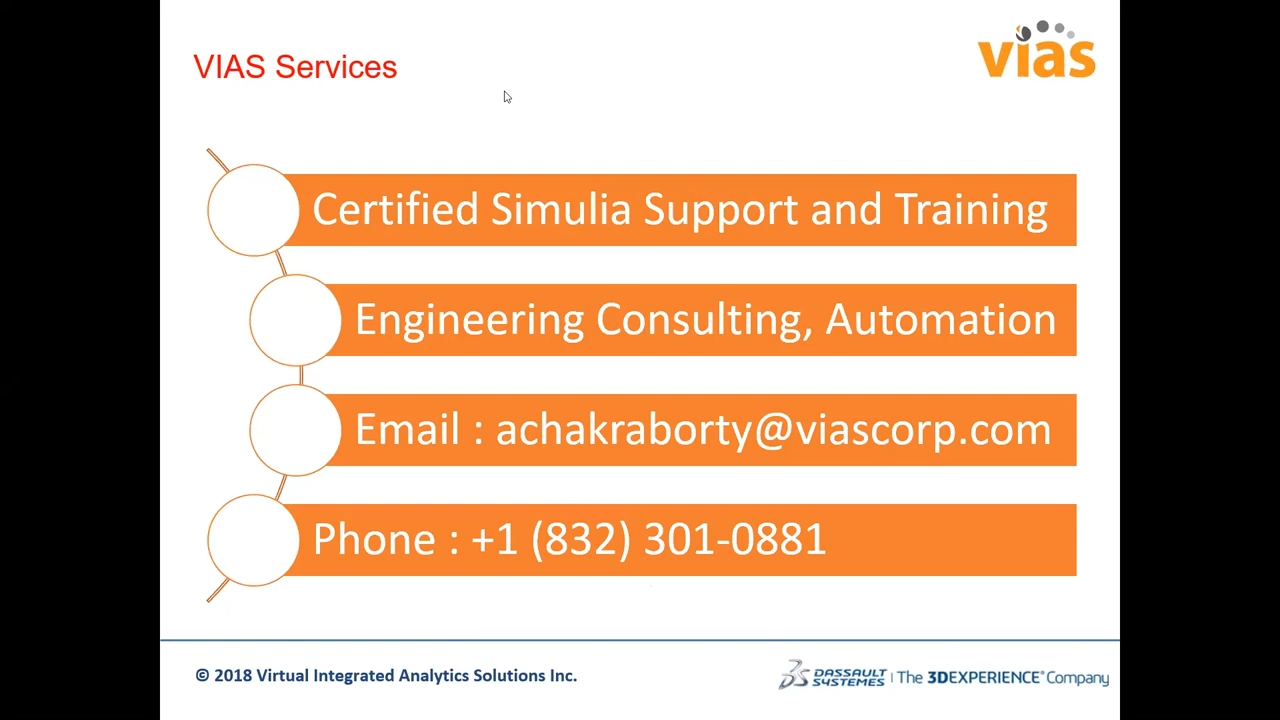 VIAS Services
vias
Certified Simulia Support and Training
Engineering Consulting, Automation
Email : achakraborty@viascorp.com
Phone : +1 (832) 301-0881
© 2018 Virtual Integrated Analytics Solutions Inc.
DASSAULT SYSTEMES | The 3DEXPERIENCE® Company